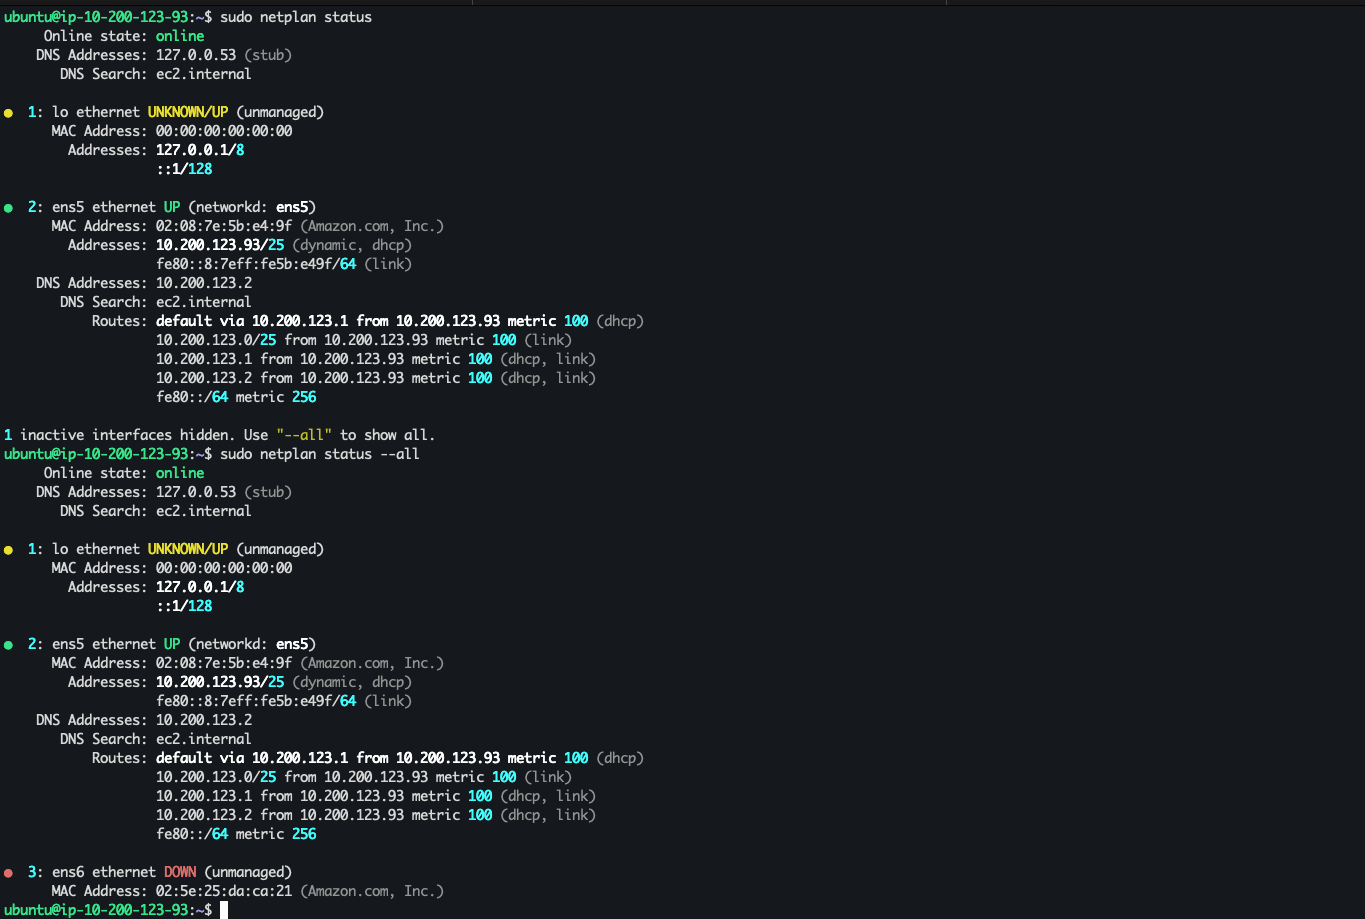 ubuntu@ip-10-200-123-93:~$ sudo netplan status
Online state: online
DNS Addresses: 127.0.0.53 (stub)
DNS Search: ec2.internal
● 1: lo ethernet UNKNOWN/UP (unmanaged)
MAC Address: 00:00:00:00:00:00
Addresses: 127.0.0.1/8
::1/128
● 2: ens5 ethernet UP (networkd: ens5)
MAC Address: 02:08:7e:5b:e4:9f (Amazon.com, Inc.)
Addresses: 10.200.123.93/25 (dynamic, dhcp)
fe80::8:7eff:fe5b:e49f/64 (link)
DNS Addresses: 10.200.123.2
DNS Search: ec2.internal
Routes: default via 10.200.123.1 from 10.200.123.93 metric 100 (dhcp)
10.200.123.0/25 from 10.200.123.93 metric 100 (link)
10.200.123.1 from 10.200.123.93 metric 100 (dhcp, link)
10.200.123.2 from 10.200.123.93 metric 100 (dhcp, link)
fe80::/64 metric 256
1 inactive interfaces hidden. Use "--all" to show all.
ubuntu@ip-10-200-123-93:~$ sudo netplan status --all
Online state: online
DNS Addresses: 127.0.0.53 (stub)
DNS Search: ec2.internal
● 1: lo ethernet UNKNOWN/UP (unmanaged)
MAC Address: 00:00:00:00:00:00
Addresses: 127.0.0.1/8
::1/128
● 2: ens5 ethernet UP (networkd: ens5)
MAC Address: 02:08:7e:5b:e4:9f (Amazon.com, Inc.)
Addresses: 10.200.123.93/25 (dynamic, dhcp)
fe80::8:7eff:fe5b:e49f/64 (link)
DNS Addresses: 10.200.123.2
DNS Search: ec2.internal
Routes: default via 10.200.123.1 from 10.200.123.93 metric 100 (dhcp)
10.200.123.0/25 from 10.200.123.93 metric 100 (link)
10.200.123.1 from 10.200.123.93 metric 100 (dhcp, link)
10.200.123.2 from 10.200.123.93 metric 100 (dhcp, link)
fe80::/64 metric 256
● 3: ens6 ethernet DOWN (unmanaged)
MAC Address: 02:5e:25:da:ca:21 (Amazon.com, Inc.)
ubuntu@ip-10-200-123-93:~$